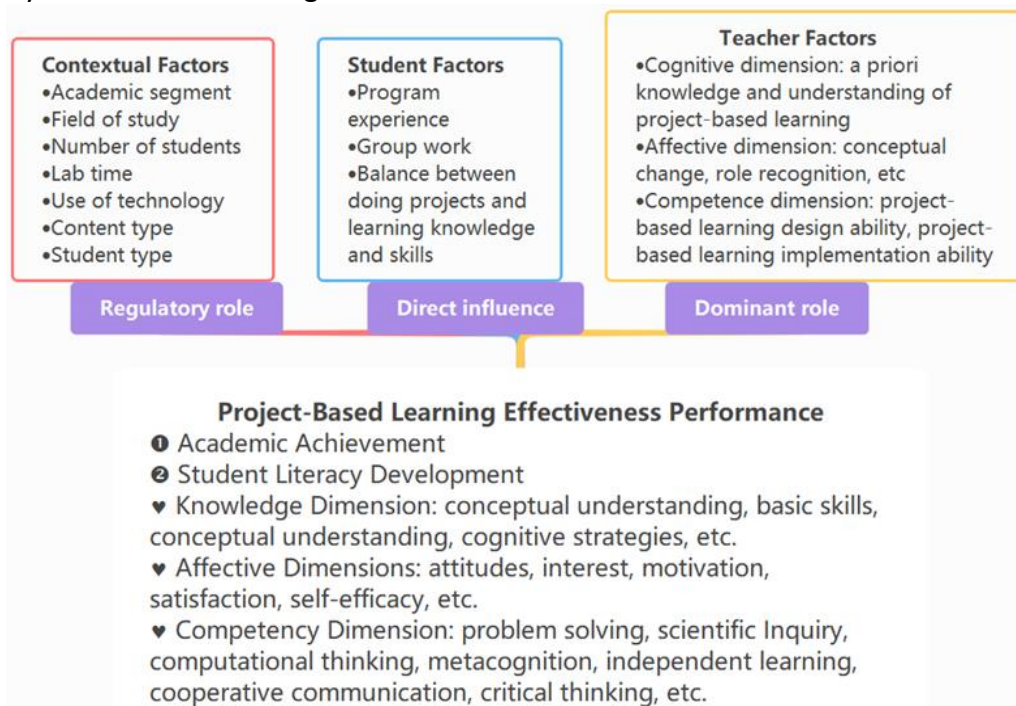 Contextual Factors
•Academic segment
•Field of study
•Number of students
•Lab time
•Use of technology
•Content type
•Student type
Regulatory role
Student Factors
•Program
experience
•Group work
•Balance between
doing projects and
learning knowledge
and skills
Direct influence
Teacher Factors
•Cognitive dimension: a priori
knowledge and understanding of
project-based learning
•Affective dimension: conceptual
change, role recognition, etc
•Competence dimension: project-
based learning design ability, project-
based learning implementation ability
Dominant role
Project-Based Learning Effectiveness Performance
❶ Academic Achievement
❷ Student Literacy Development
♥ Knowledge Dimension: conceptual understanding, basic skills,
conceptual understanding, cognitive strategies, etc.
♥ Affective Dimensions: attitudes, interest, motivation,
satisfaction, self-efficacy, etc.
♥ Competency Dimension: problem solving, scientific Inquiry,
computational thinking, metacognition, independent learning,
cooperative communication, critical thinking, etc.